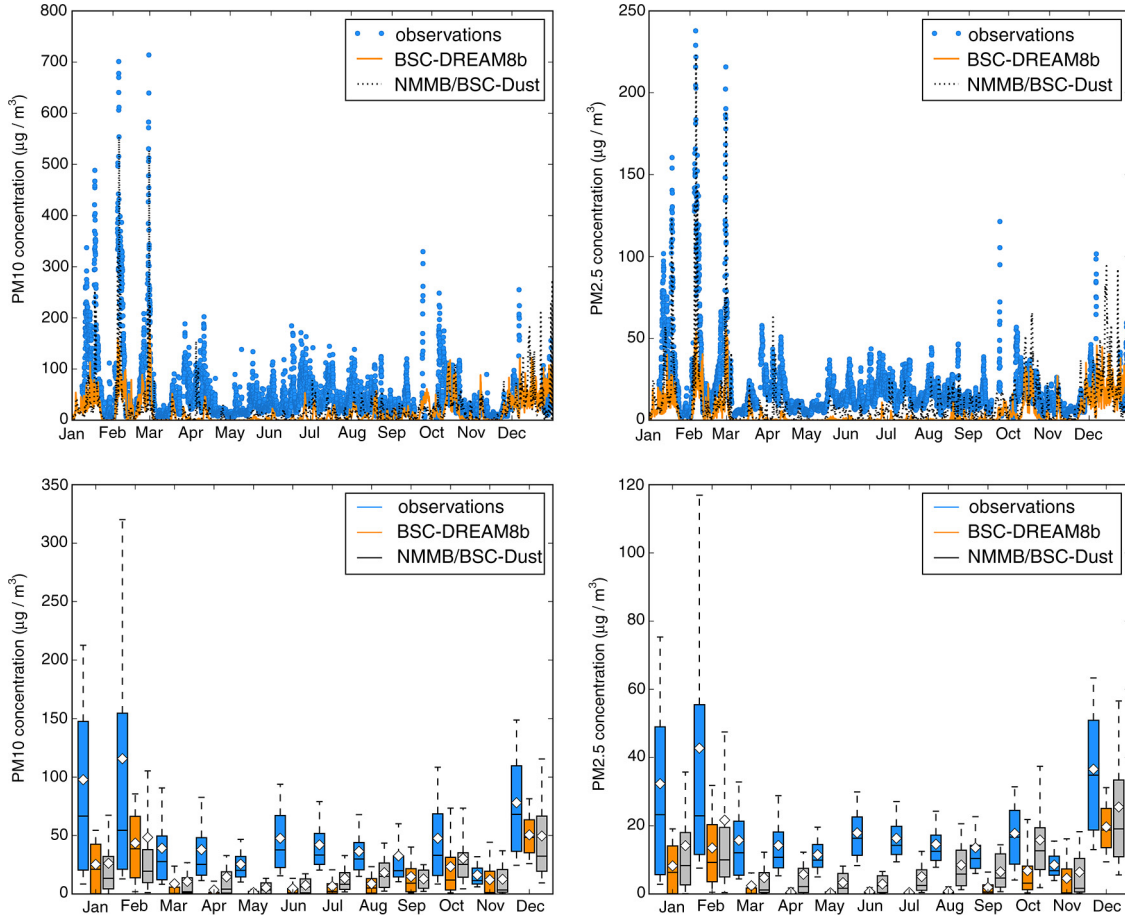 PM10 concentration (µg / m³)
800
700
600
500
400
300
200
100
0
observations
BSC-DREAM8b
NMMB/BSC-Dust
Jan Feb Mar Apr May Jun Jul Aug Sep Oct Nov Dec
PM2.5 concentration (µg / m³)
250
200
150
100
50
0
observations
BSC-DREAM8b
NMMB/BSC-Dust
Jan Feb Mar Apr May Jun Jul Aug Sep Oct Nov Dec
PM10 concentration (µg / m³)
350
300
250
200
150
100
50
0
observations
BSC-DREAM8b
NMMB/BSC-Dust
Jan Feb Mar Apr May Jun Jul Aug Sep Oct Nov Dec
PM2.5 concentration (µg / m³)
120
100
80
60
40
20
0
observations
BSC-DREAM8b
NMMB/BSC-Dust
Jan Feb Mar Apr May Jun Jul Aug Sep Oct Nov Dec